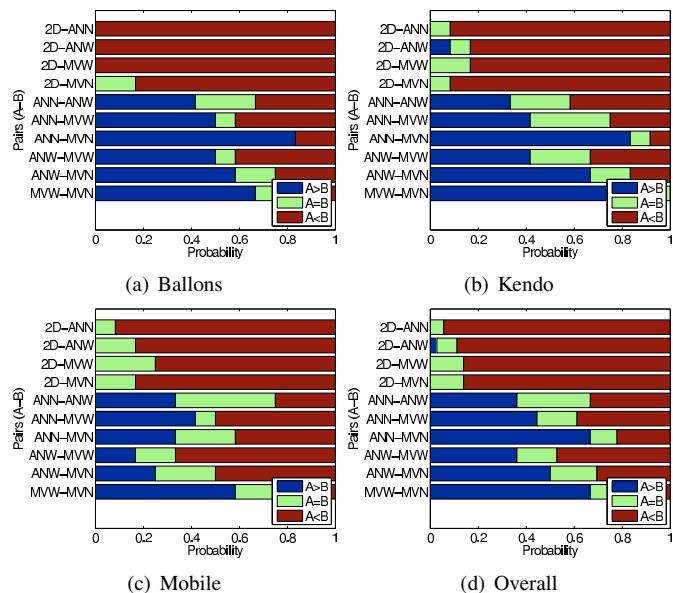 Pairs (A-B)
2D-ANN
2D-ANW
2D-MVW
2D-MVN
ANN-ANW
ANN-MVW
ANN-MVN
ANW-MVW
ANW-MVN
MVW-MVN
A>B
A=B
A<B
0 0.2 0.4 0.6 0.8 1
Probability
(a) Ballons
Pairs (A-B)
2D-ANN
2D-ANW
2D-MVW
2D-MVN
ANN-ANW
ANN-MVW
ANN-MVN
ANW-MVW
ANW-MVN
MVW-MVN
A>B
A=B
A<B
0 0.2 0.4 0.6 0.8 1
Probability
(b) Kendo
Pairs (A-B)
2D-ANN
2D-ANW
2D-MVW
2D-MVN
ANN-ANW
ANN-MVW
ANN-MVN
ANW-MVW
ANW-MVN
MVW-MVN
A>B
A=B
A<B
0 0.2 0.4 0.6 0.8 1
Probability
(c) Mobile
Pairs (A-B)
2D-ANN
2D-ANW
2D-MVW
2D-MVN
ANN-ANW
ANN-MVW
ANN-MVN
ANW-MVW
ANW-MVN
MVW-MVN
A>B
A=B
A<B
0 0.2 0.4 0.6 0.8 1
Probability
(d) Overall